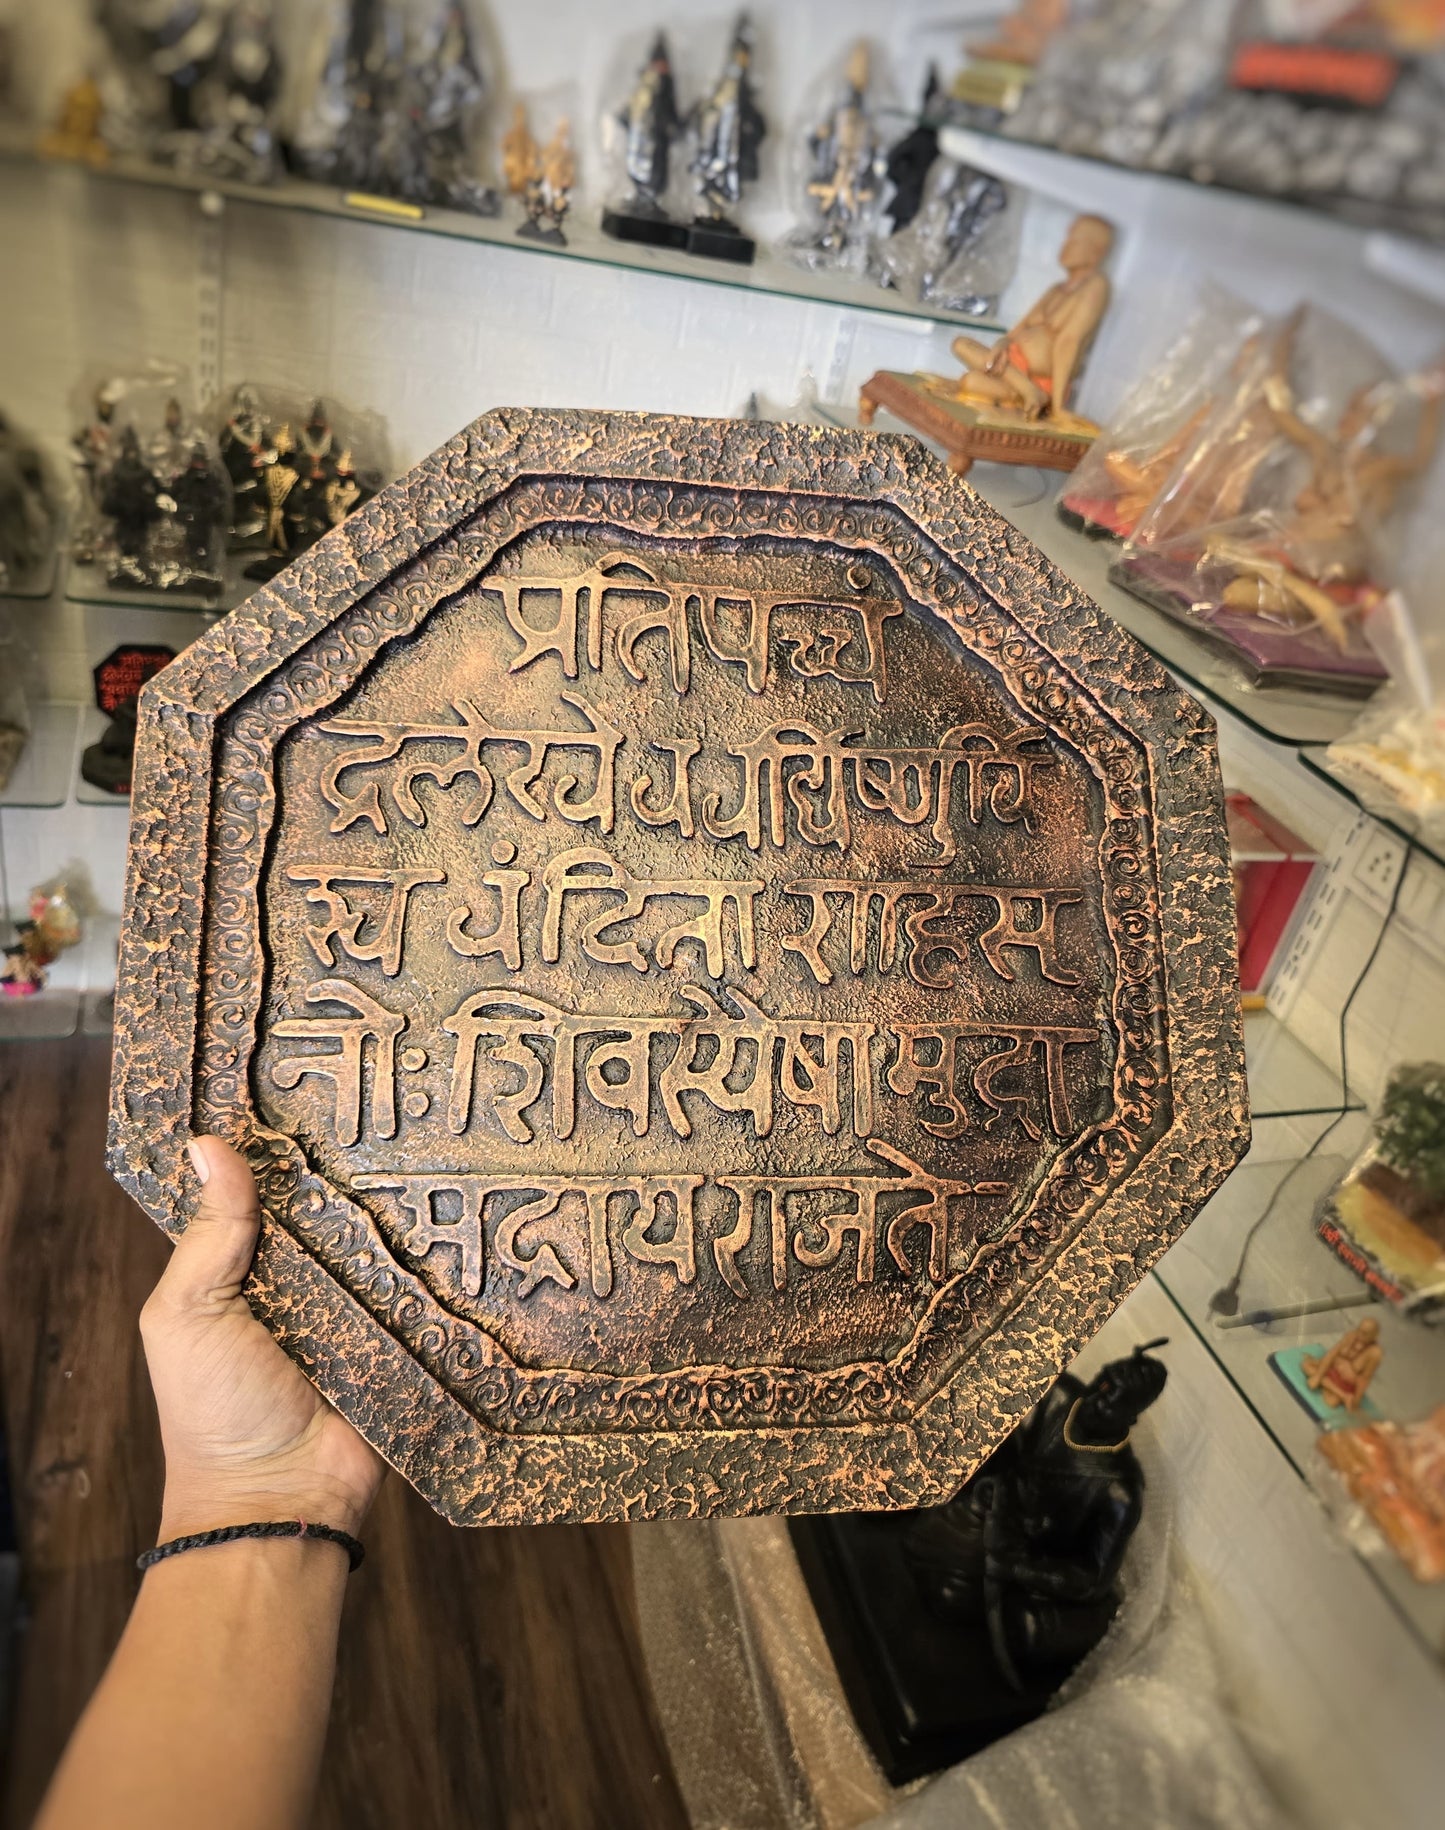 प्रतिपच्चं
द्रलेखेव वर्धिष्णुर्वि
श्व वंदिता शाहसू
नोः शिवस्यैषा मुद्रा
भद्राय राजते